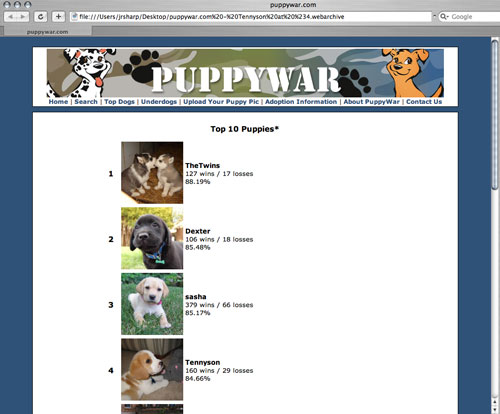 puppywar.com
file:///Users/jrsharp/Desktop/puppywar.com%20-%20Tennyson%20at%20%234.webarchive
Google
puppywar.com
PUPPYWAR
Home | Search | Top Dogs | Underdogs | Upload Your Puppy Pic | Adoption Information | About PuppyWar | Contact Us
Top 10 Puppies*
1
TheTwins
127 wins / 17 losses
88.19%
2
Dexter
106 wins / 18 losses
85.48%
3
sasha
379 wins / 66 losses
85.17%
4
Tennyson
160 wins / 29 losses
84.66%